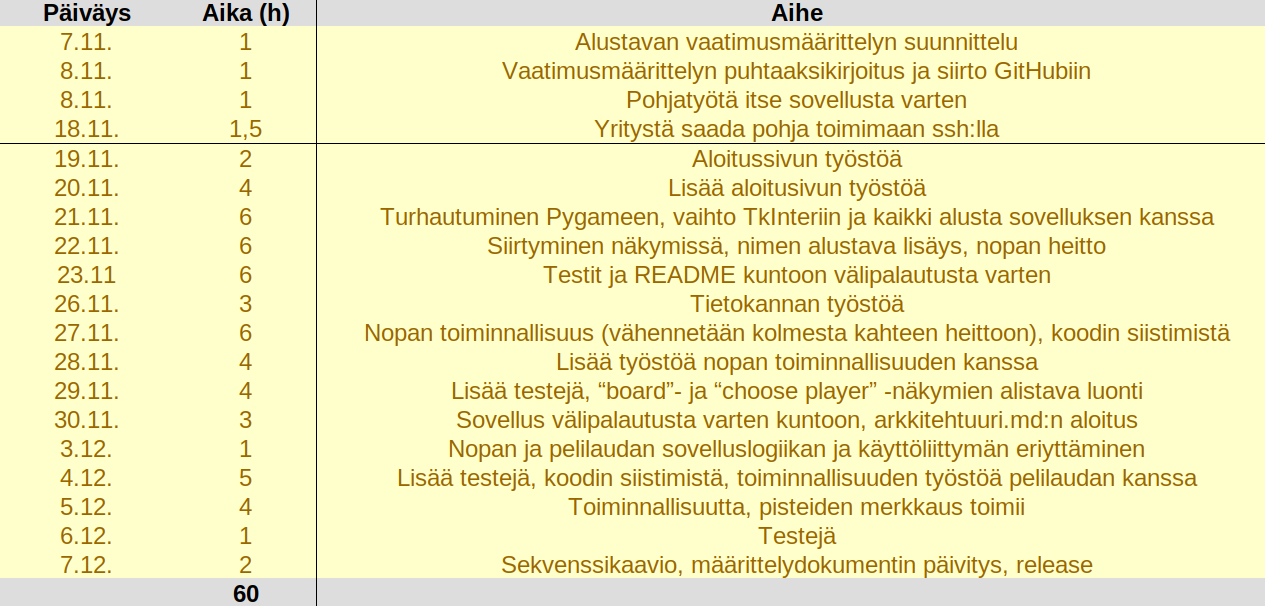 Päiväys Aika (h) Aihe
7.11. 1 Alustavan vaatimusmäärittelyn suunnittelu
8.11. 1 Vaatimusmäärittelyn puhtaaksikirjoitus ja siirto GitHubiin
8.11. 1 Pohjatyötä itse sovellusta varten
18.11. 1,5 Yritystä saada pohja toimimaan ssh:lla
19.11. 2 Aloitussivun työstöä
20.11. 4 Lisää aloitusivun työstöä
21.11. 6 Turhautuminen Pygameen, vaihto TkInteriin ja kaikki alusta sovelluksen kanssa
22.11. 6 Siirtyminen näkymissä, nimen alustava lisäys, nopan heitto
23.11 6 Testit ja README kuntoon välipalautusta varten
26.11. 3 Tietokannan työstöä
27.11. 6 Nopan toiminnallisuus (vähennetään kolmesta kahteen heittoon), koodin siistimistä
28.11. 4 Lisää työstöä nopan toiminnallisuuden kanssa
29.11. 4 Lisää testejä, “board”- ja “choose player” -näkymien alistava luonti
30.11. 3 Sovellus välipalautusta varten kuntoon, arkkitehtuuri.md:n aloitus
3.12. 1 Nopan ja pelilaudan sovelluslogiikan ja käyttöliittymän eriyttäminen
4.12. 5 Lisää testejä, koodin siistimistä, toiminnallisuuden työstöä pelilaudan kanssa
5.12. 4 Toiminnallisuutta, pisteiden merkkaus toimii
6.12. 1 Testejä
7.12. 2 Sekvenssikaavio, määrittelydokumentin päivitys, release
60